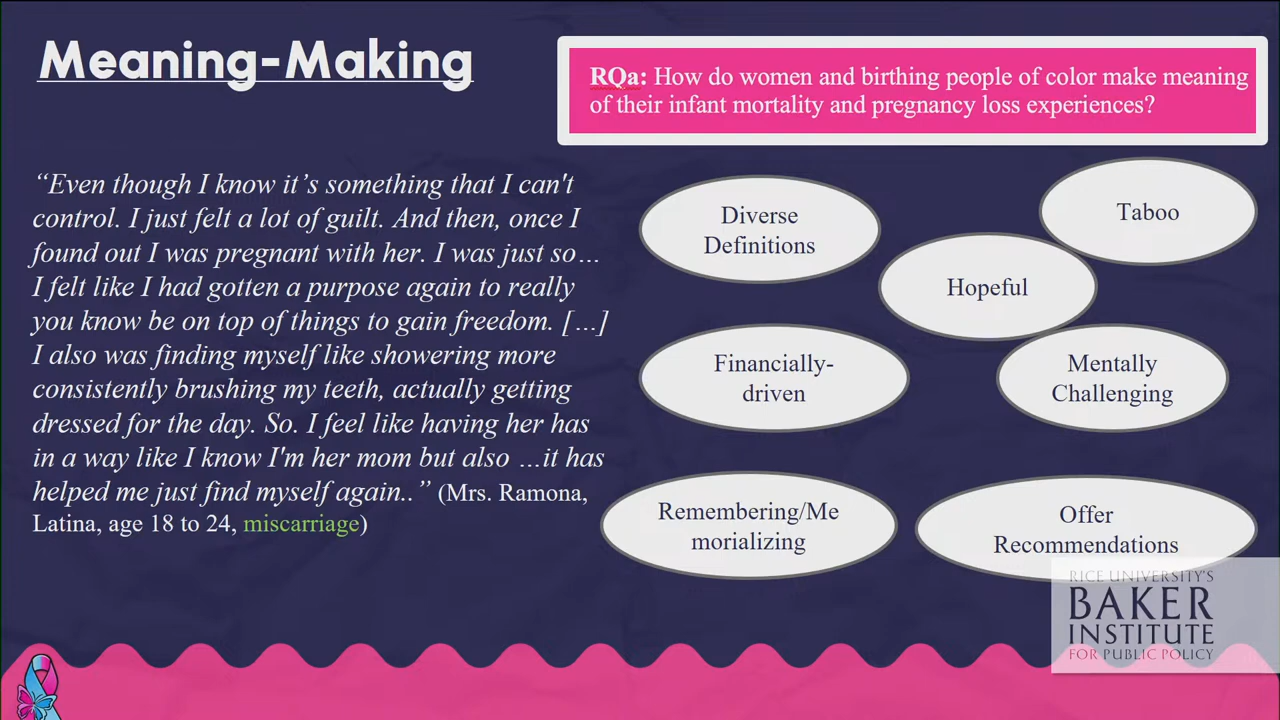 Meaning-Making
RQa: How do women and birthing people of color make meaning
of their infant mortality and pregnancy loss experiences?
“Even though I know it’s something that I can't
control. I just felt a lot of guilt. And then, once I
found out I was pregnant with her. I was just so…
I felt like I had gotten a purpose again to really
you know be on top of things to gain freedom. […]
I also was finding myself like showering more
consistently brushing my teeth, actually getting
dressed for the day. So. I feel like having her has
in a way like I know I'm her mom but also …it has
helped me just find myself again..” (Mrs. Ramona,
Latina, age 18 to 24, miscarriage)
Diverse
Definitions
Taboo
Hopeful
Financially-
driven
Mentally
Challenging
Remembering/Me
morializing
Offer
Recommendations
RICE UNIVERSITY'S
BAKER
INSTITUTE
FOR PUBLIC POLICY